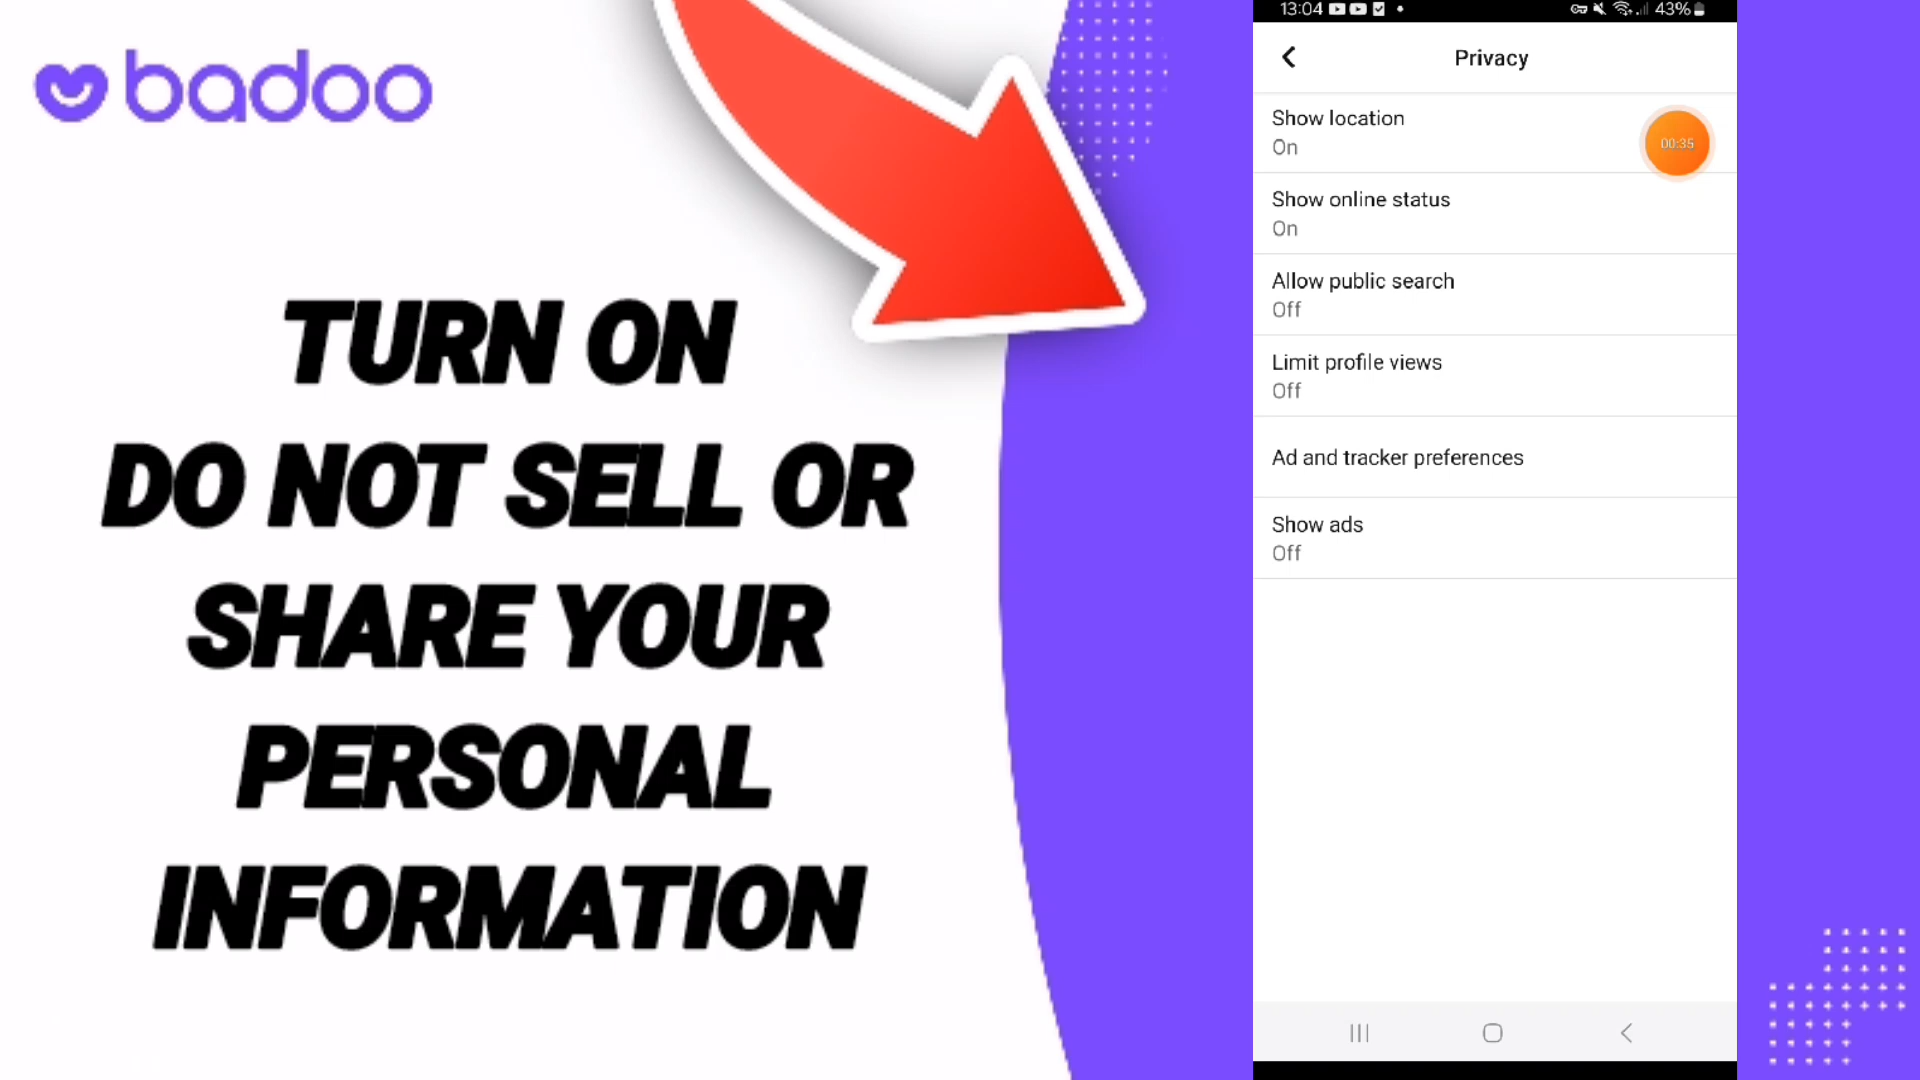 badoo
TURN ON
DO NOT SELL OR
SHARE YOUR
PERSONAL
INFORMATION
13:04
43%
Privacy
Show location
On
00:35
Show online status
On
Allow public search
Off
Limit profile views
Off
Ad and tracker preferences
Show ads
Off